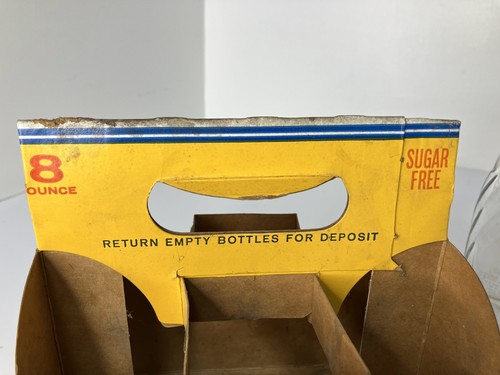 8
OUNCE
SUGAR
FREE
RETURN EMPTY BOTTLES FOR DEPOSIT